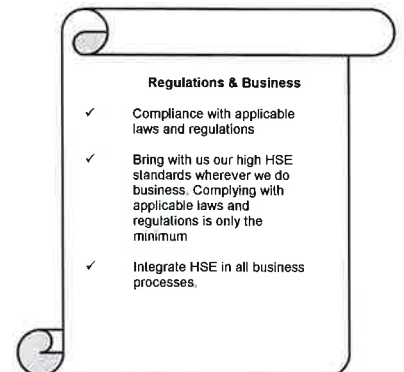 Regulations & Business
✓ Compliance with applicable
laws and regulations
✓ Bring with us our high HSE
standards wherever we do
business. Complying with
applicable laws and
regulations is only the
minimum
✓ Integrate HSE in all business
processes.